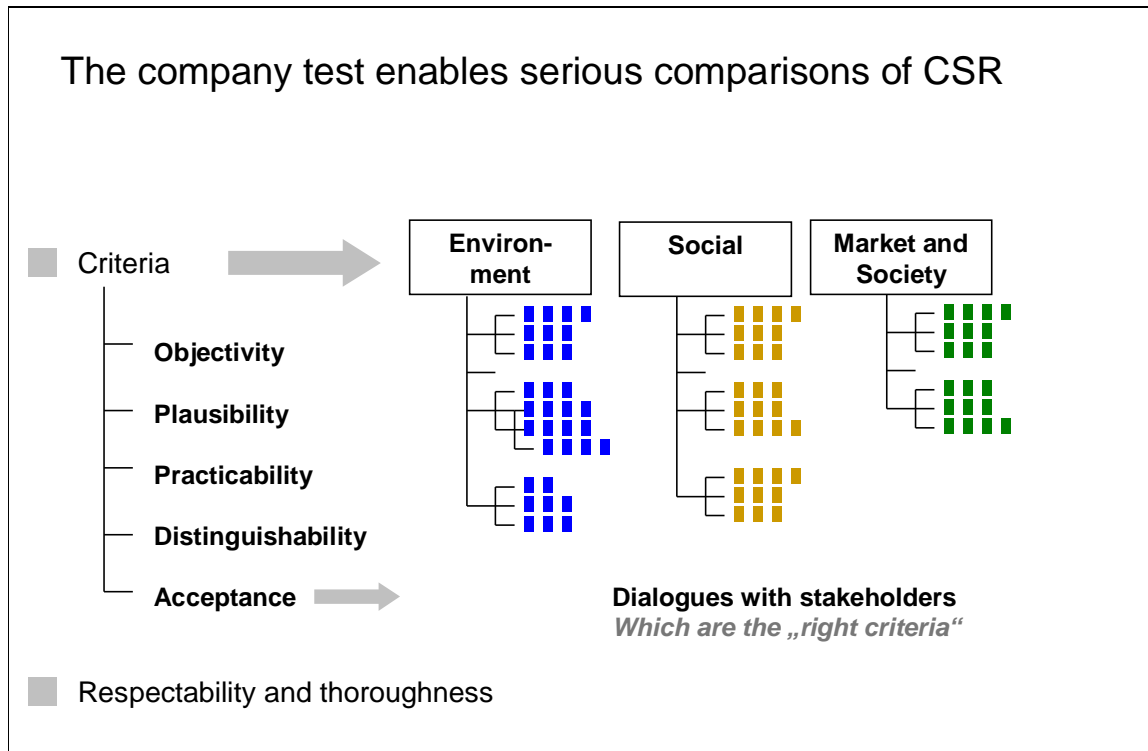 The company test enables serious comparisons of CSR
Criteria
Environ-
ment
Social
Market and
Society
Objectivity
Plausibility
Practicability
Distinguishability
Acceptance
Dialogues with stakeholders
Which are the „right criteria“
Respectability and thoroughness